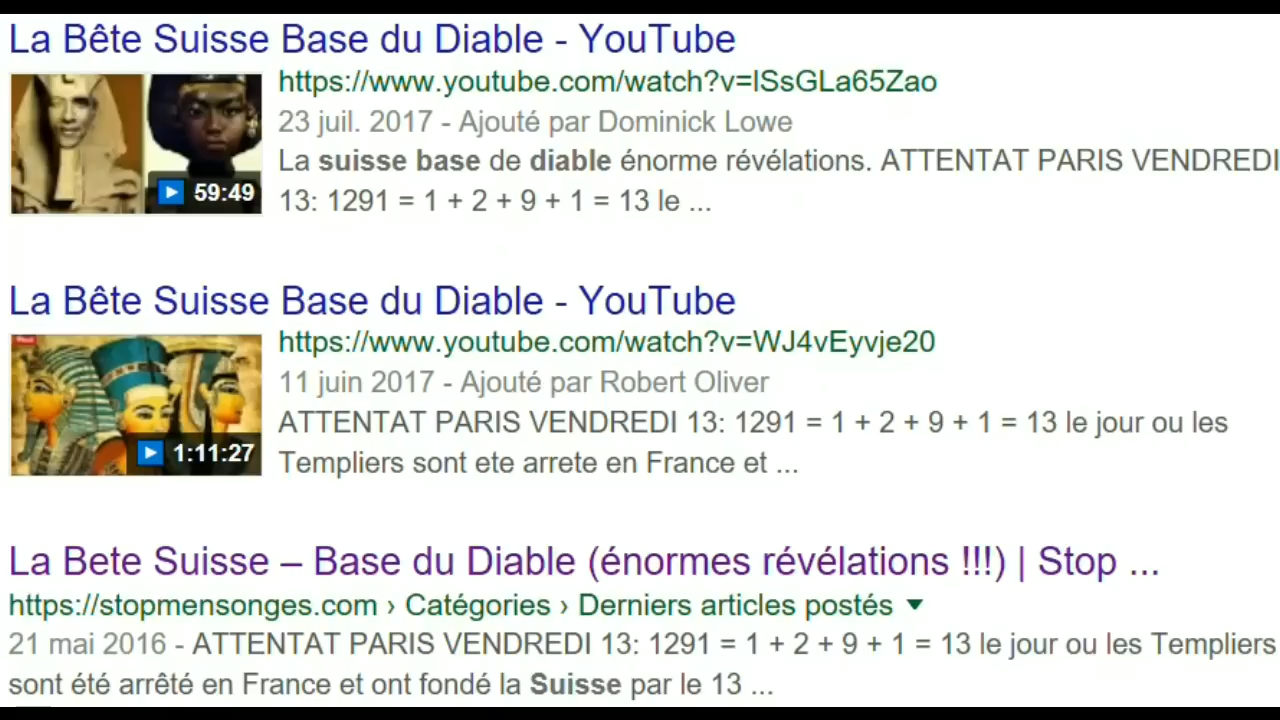 La Bête Suisse Base du Diable - YouTube
https://www.youtube.com/watch?v=lSsGLa65Zao
23 juil. 2017 - Ajouté par Dominick Lowe
La suisse base de diable énorme révélations. ATTENTAT PARIS VENDREDI
59:49
13: 1291 = 1 + 2 + 9 + 1 = 13 le ...
La Bête Suisse Base du Diable - YouTube
https://www.youtube.com/watch?v=WJ4vEyvje20
11 juin 2017 - Ajouté par Robert Oliver
ATTENTAT PARIS VENDREDI 13: 1291 = 1 + 2 + 9 + 1 = 13 le jour ou les
1:11:27
Templiers sont ete arrete en France et ...
La Bete Suisse – Base du Diable (énormes révélations !!!) | Stop ...
https://stopmensonges.com › Catégories › Derniers articles postés
21 mai 2016 - ATTENTAT PARIS VENDREDI 13: 1291 = 1 + 2 + 9 + 1 = 13 le jour ou les Templiers
sont été arrêté en France et ont fondé la Suisse par le 13 ...